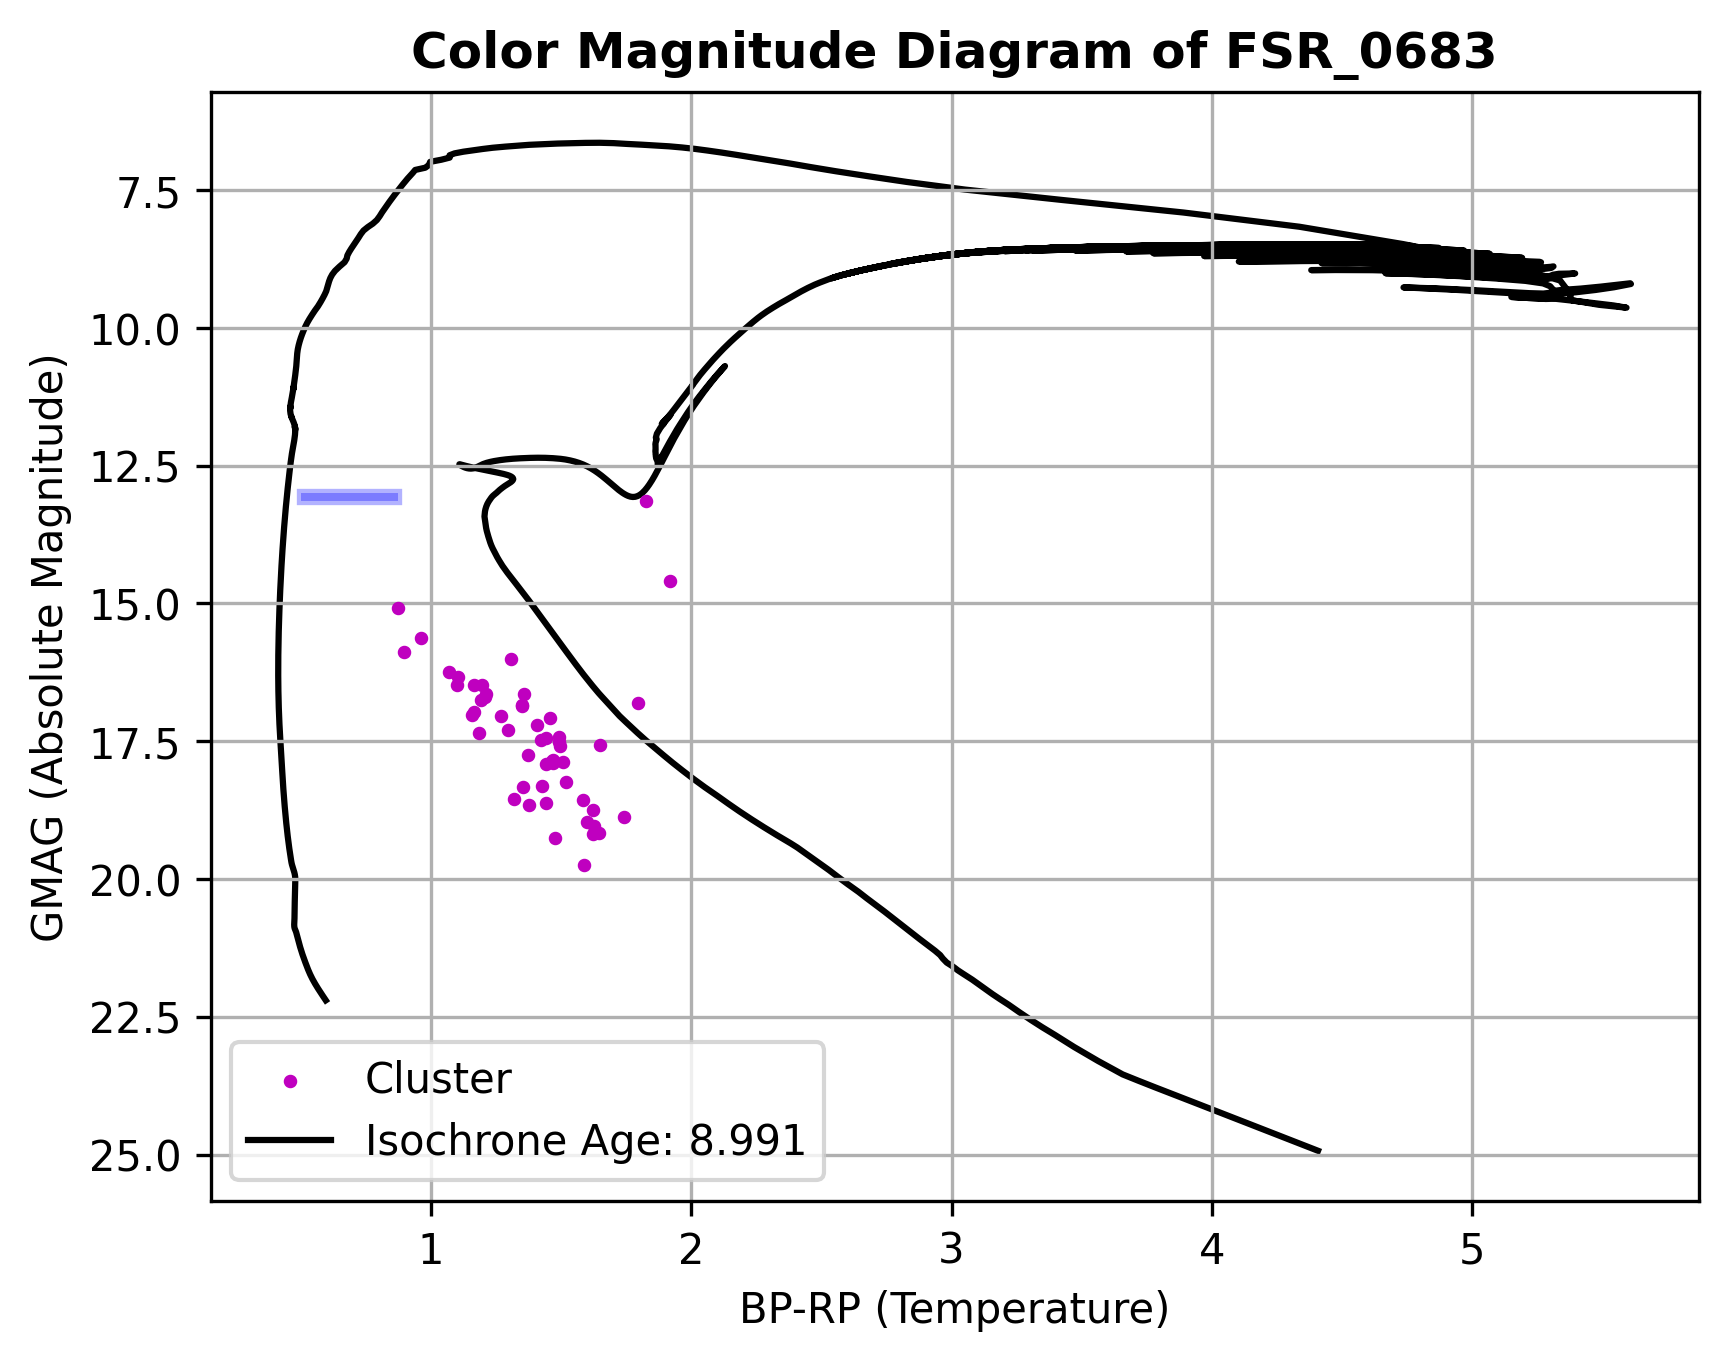 Color Magnitude Diagram of FSR_0683
GMAG (Absolute Magnitude)
7.5
10.0
12.5
15.0
17.5
20.0
22.5
25.0
Cluster
Isochrone Age: 8.991
1
2
3
4
5
BP-RP (Temperature)